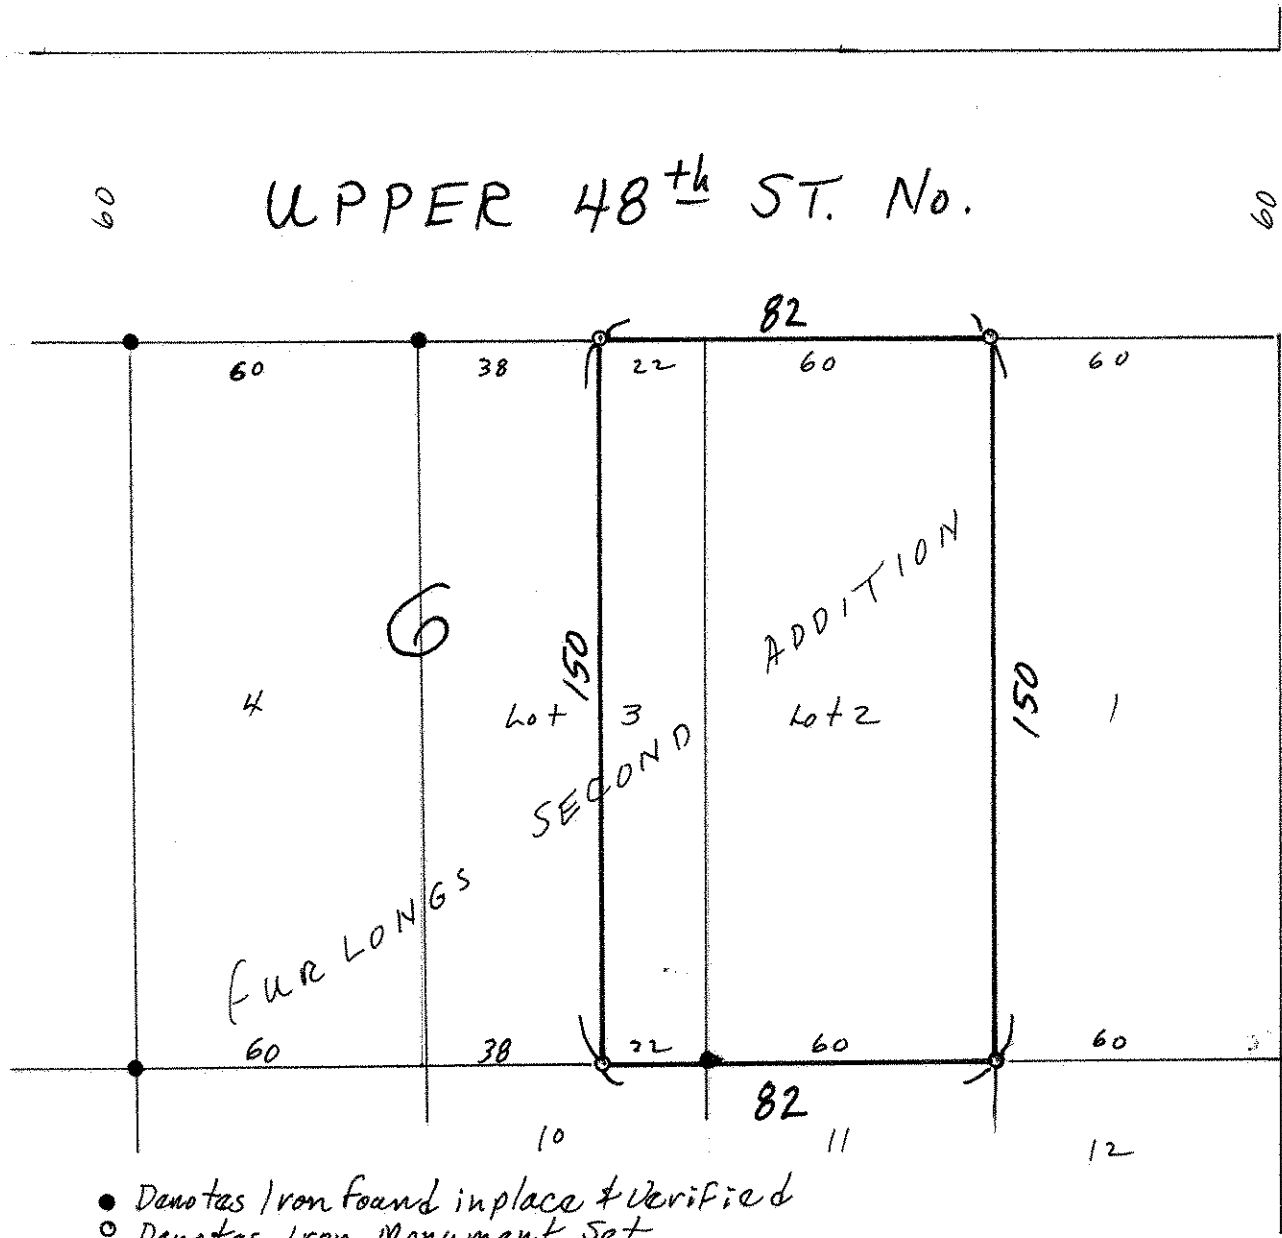 60 UPPER 48th ST. No. 60
82
60 38 22 60 60
6
ADDITION
150 150
4 Lot 3 Lot 2 1
SECOND
FURLONGS
60 38 22 60 60
82
10 11 12
● Denotes Iron found inplace & Verified
○ Denotes Iron Monument Set